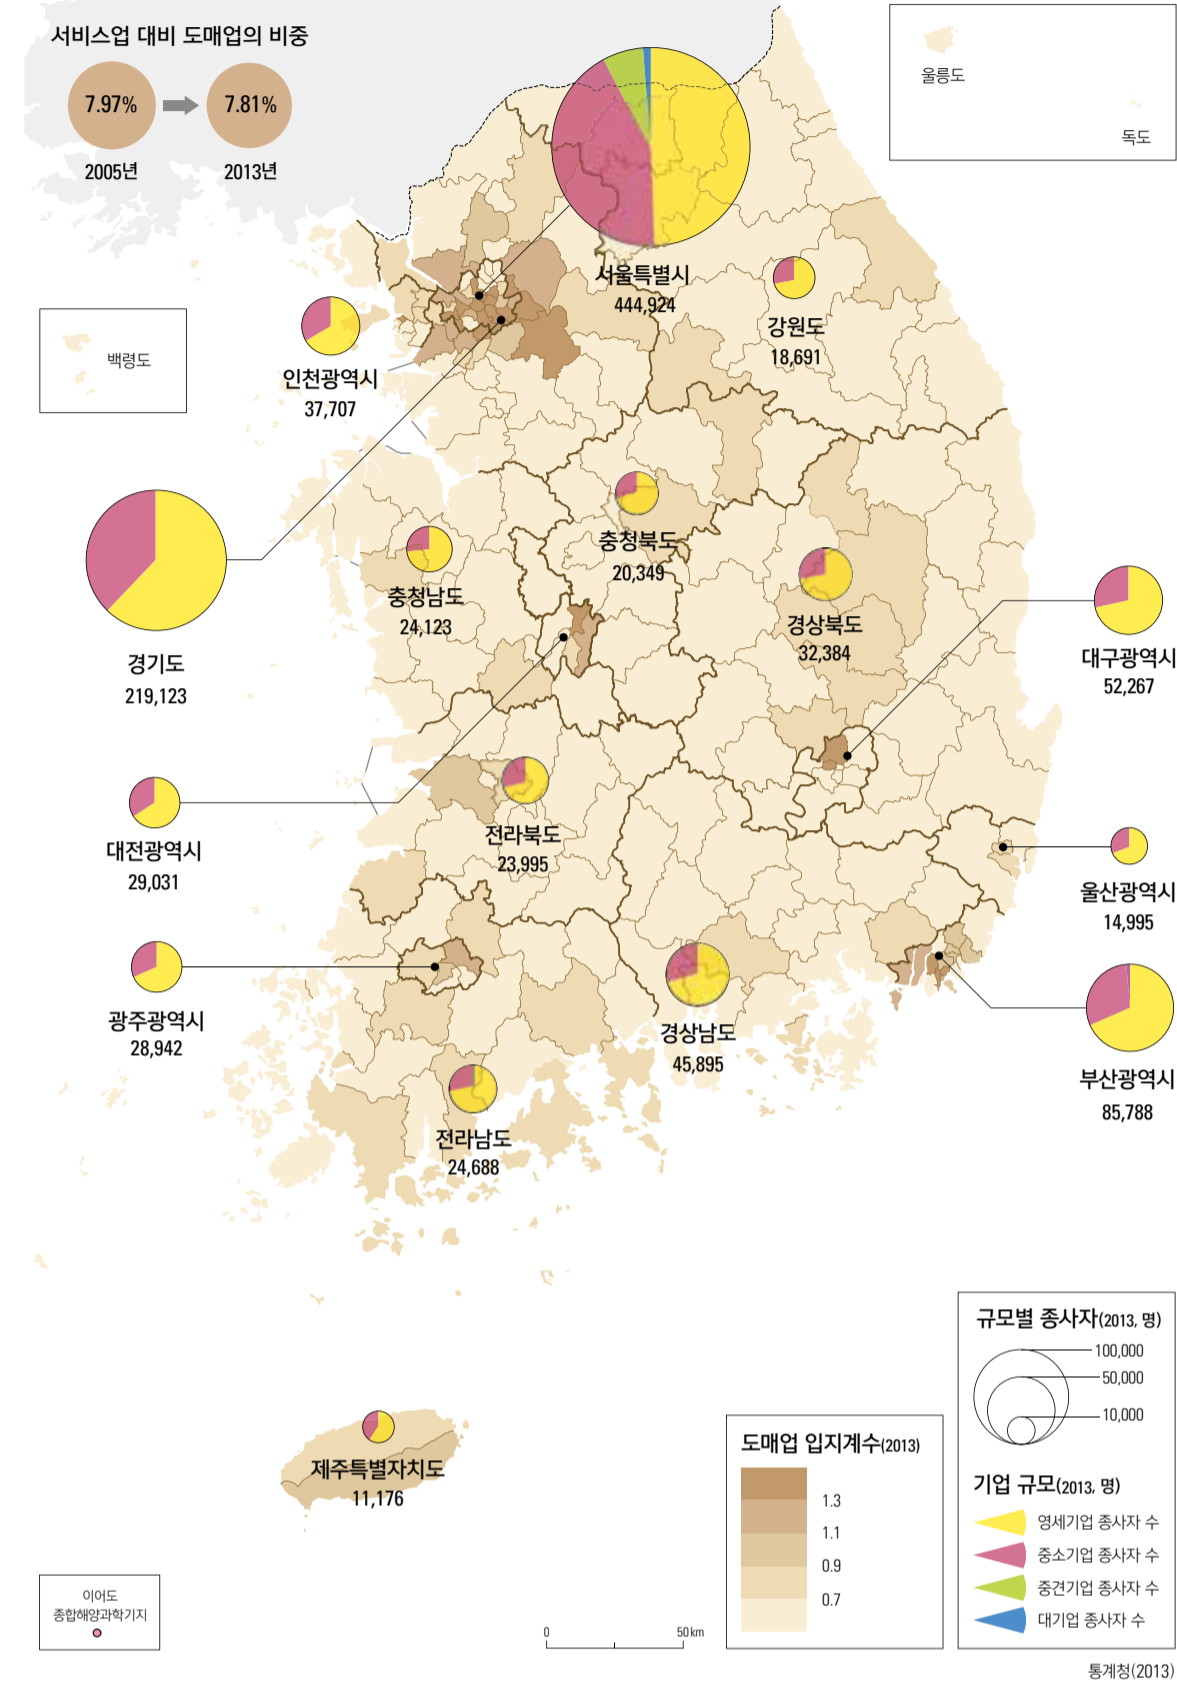 서비스업 대비 도매업의 비중
7.97%
7.81%
2005년
2013년
울릉도
독도
서울특별시
444,924
강원도
18,691
인천광역시
37,707
백령도
충청북도
20,349
충청남도
24,123
경상북도
32,384
대구광역시
52,267
경기도
219,123
전라북도
23,995
대전광역시
29,031
울산광역시
14,995
광주광역시
28,942
경상남도
45,895
부산광역시
85,788
전라남도
24,688
제주특별자치도
11,176
이어도
종합해양과학기지
0
50 km
도매업 입지계수(2013)
1.3
1.1
0.9
0.7
규모별 종사자(2013, 명)
100,000
50,000
10,000
기업 규모(2013, 명)
영세기업 종사자 수
중소기업 종사자 수
중견기업 종사자 수
대기업 종사자 수
통계청(2013)